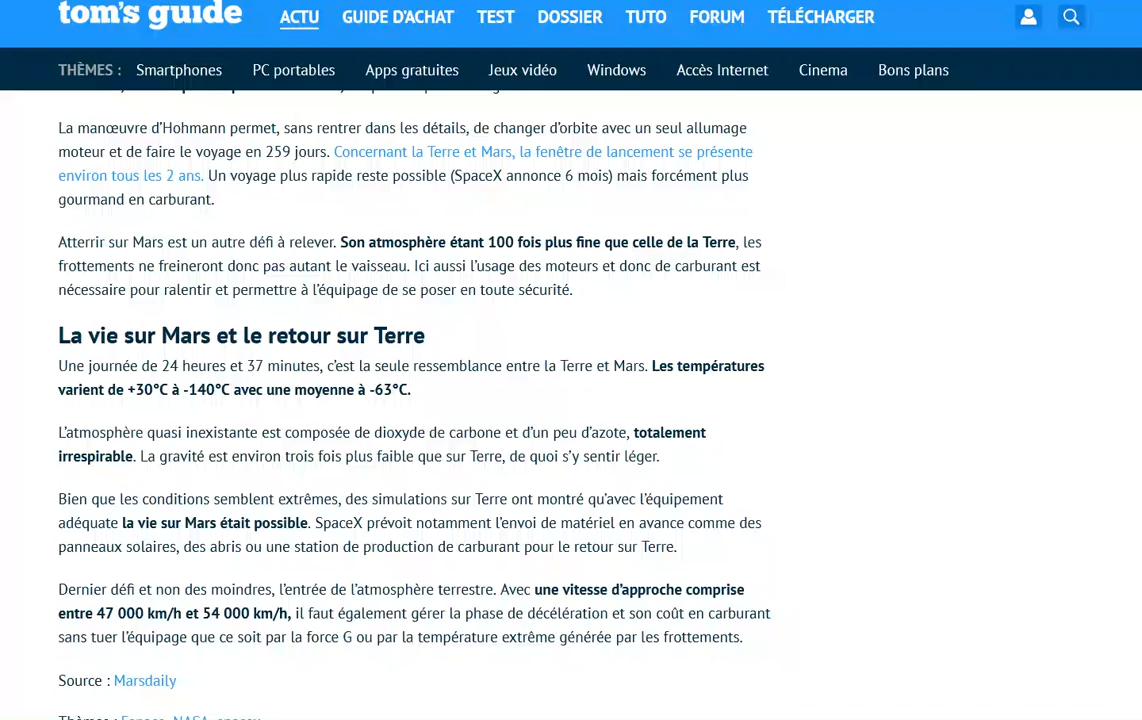 tom's guide
ACTU GUIDE D'ACHAT TEST DOSSIER TUTO FORUM TÉLÉCHARGER
THÈMES : Smartphones PC portables Apps gratuites Jeux vidéo Windows Accès Internet Cinema Bons plans
La manœuvre d’Hohmann permet, sans rentrer dans les détails, de changer d’orbite avec un seul allumage
moteur et de faire le voyage en 259 jours. Concernant la Terre et Mars, la fenêtre de lancement se présente
environ tous les 2 ans. Un voyage plus rapide reste possible (SpaceX annonce 6 mois) mais forcément plus
gourmand en carburant.
Atterrir sur Mars est un autre défi à relever. Son atmosphère étant 100 fois plus fine que celle de la Terre, les
frottements ne freineront donc pas autant le vaisseau. Ici aussi l’usage des moteurs et donc de carburant est
nécessaire pour ralentir et permettre à l’équipage de se poser en toute sécurité.
La vie sur Mars et le retour sur Terre
Une journée de 24 heures et 37 minutes, c’est la seule ressemblance entre la Terre et Mars. Les températures
varient de +30°C à -140°C avec une moyenne à -63°C.
L’atmosphère quasi inexistante est composée de dioxyde de carbone et d’un peu d’azote, totalement
irrespirable. La gravité est environ trois fois plus faible que sur Terre, de quoi s’y sentir léger.
Bien que les conditions semblent extrêmes, des simulations sur Terre ont montré qu’avec l’équipement
adéquate la vie sur Mars était possible. SpaceX prévoit notamment l’envoi de matériel en avance comme des
panneaux solaires, des abris ou une station de production de carburant pour le retour sur Terre.
Dernier défi et non des moindres, l’entrée de l’atmosphère terrestre. Avec une vitesse d’approche comprise
entre 47 000 km/h et 54 000 km/h, il faut également gérer la phase de décélération et son coût en carburant
sans tuer l’équipage que ce soit par la force G ou par la température extrême générée par les frottements.
Source : Marsdaily
Thèmes : Espace, NASA, spacex